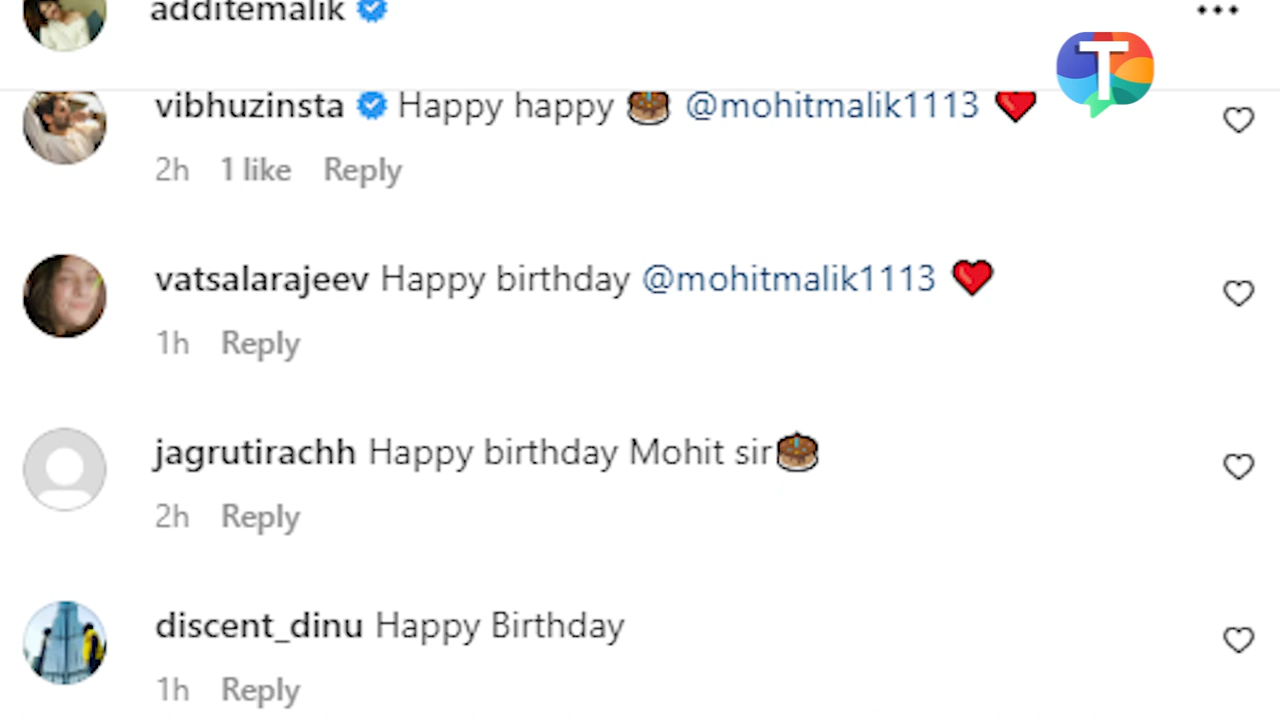 additemalik
T
vibhuzinsta Happy happy 🎂 @mohitmalik1113 ❤️
2h 1 like Reply
vatsalarajeev Happy birthday @mohitmalik1113 ❤️
1h Reply
jagrutirachh Happy birthday Mohit sir🎂
2h Reply
discent_dinu Happy Birthday
1h Reply